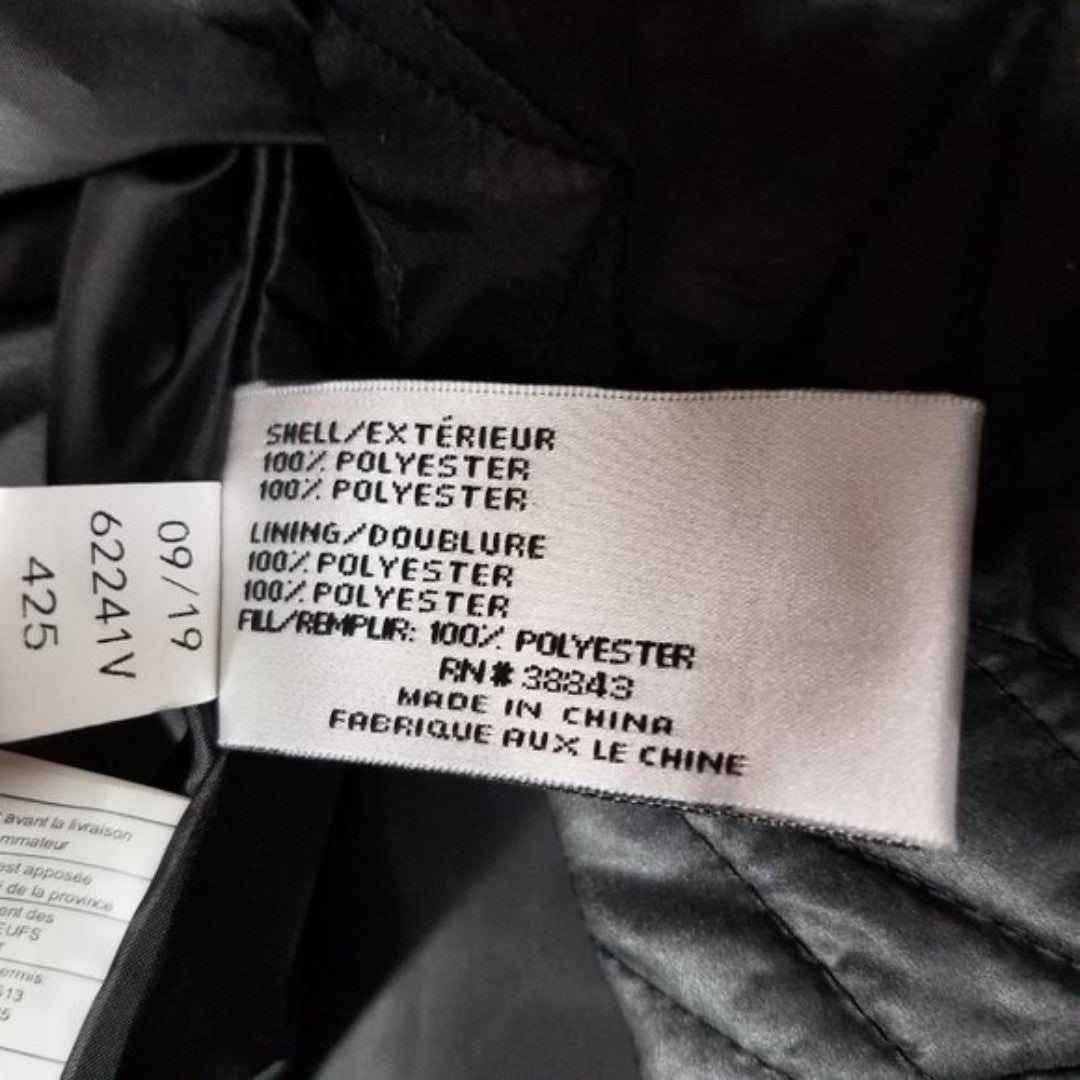 SHELL/EXTÉRIEUR
100% POLYESTER
100% POLYESTER
LINING/DOUBLURE
100% POLYESTER
100% POLYESTER
FILL/REMPLIR: 100% POLYESTER
RN# 38843
MADE IN CHINA
FABRIQUE AUX LE CHINE
09/19
62241V
425
avant la livraison
est apposée
de la province